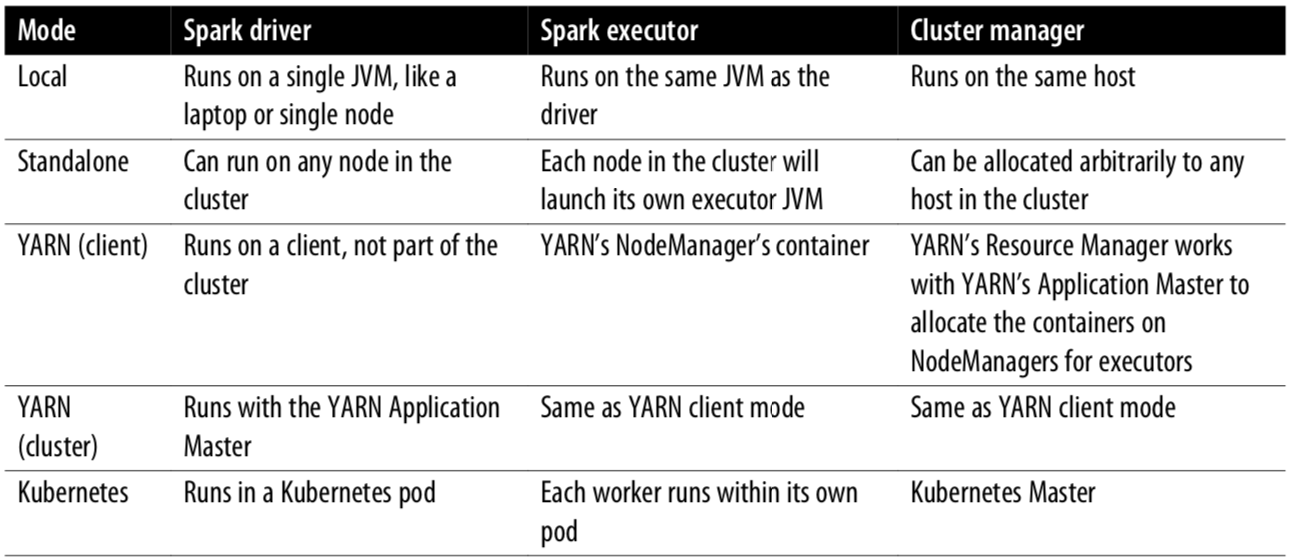 Mode Spark driver Spark executor Cluster manager
Local Runs on a single JVM, like a Runs on the same JVM as the Runs on the same host
laptop or single node driver
Standalone Can run on any node in the Each node in the cluster will Can be allocated arbitrarily to any
cluster launch its own executor JVM host in the cluster
YARN (client) Runs on a client, not part of the YARN’s NodeManager’s container YARN’s Resource Manager works
cluster with YARN’s Application Master to
allocate the containers on
NodeManagers for executors
YARN Runs with the YARN Application Same as YARN client mode Same as YARN client mode
(cluster) Master
Kubernetes Runs in a Kubernetes pod Each worker runs within its own Kubernetes Master
pod